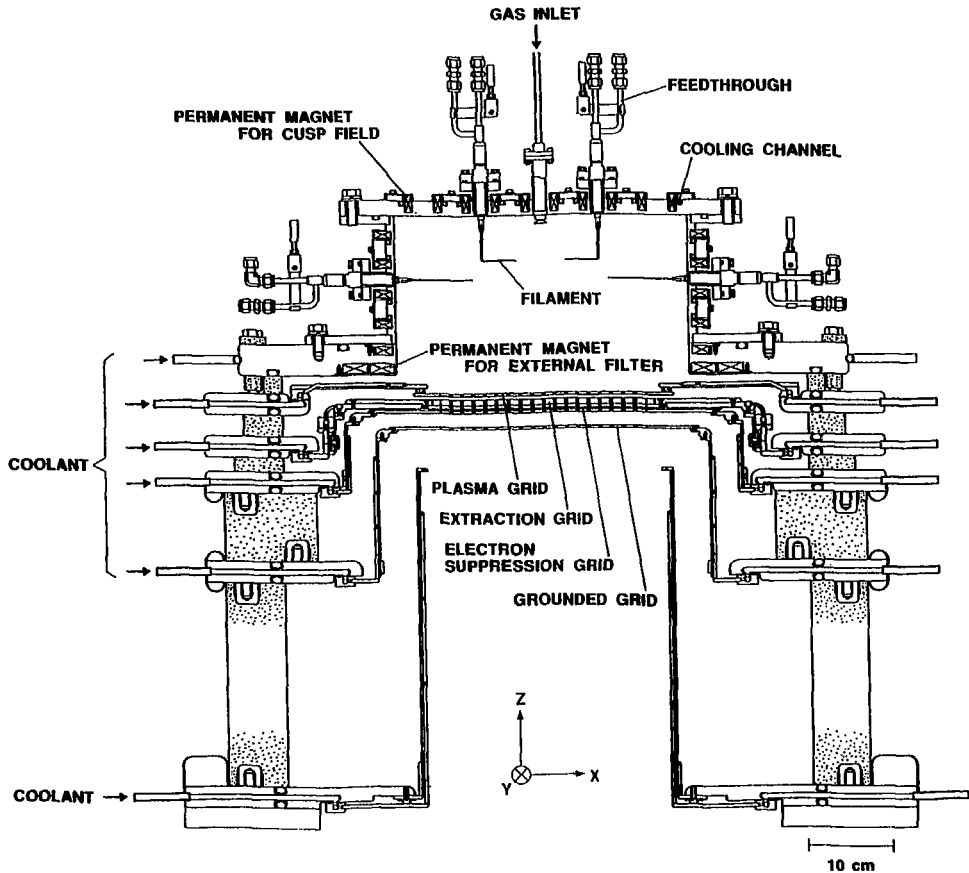 GAS INLET
FEEDTHROUGH
PERMANENT MAGNET
FOR CUSP FIELD
COOLING CHANNEL
FILAMENT
PERMANENT MAGNET
FOR EXTERNAL FILTER
COOLANT
PLASMA GRID
EXTRACTION GRID
ELECTRON
SUPPRESSION GRID
GROUNDED GRID
Z
Y
X
COOLANT
10 cm